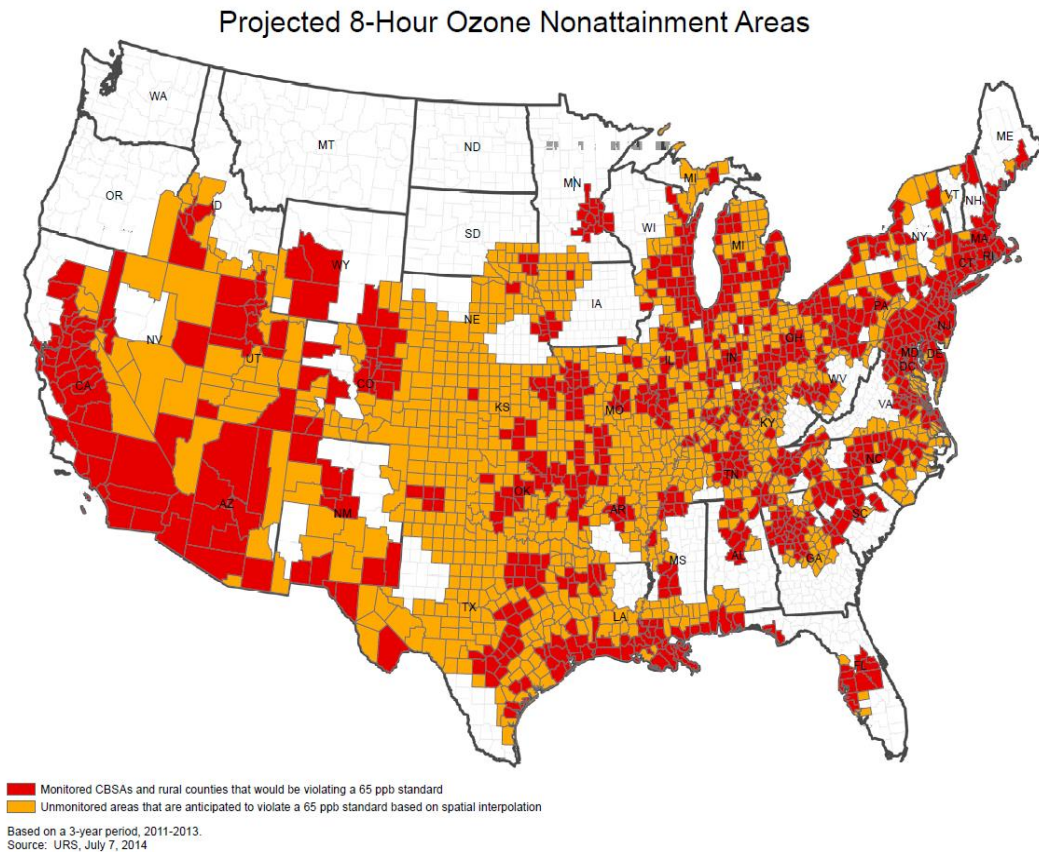 Projected 8-Hour Ozone Nonattainment Areas
WA
MT
ND
ME
OR
ID
MN
MI
VT
NH
SD
WI
NY
MA
WY
MI
CT
RI
IA
PA
NE
NV
UT
IL
IN
OH
NJ
MD
DE
DC
CA
CO
WV
KS
MO
VA
KY
AZ
NM
OK
TN
NC
AR
SC
MS
AL
GA
TX
LA
FL
Monitored CBSAs and rural counties that would be violating a 65 ppb standard
Unmonitored areas that are anticipated to violate a 65 ppb standard based on spatial interpolation
Based on a 3-year period, 2011-2013.
Source: URS, July 7, 2014